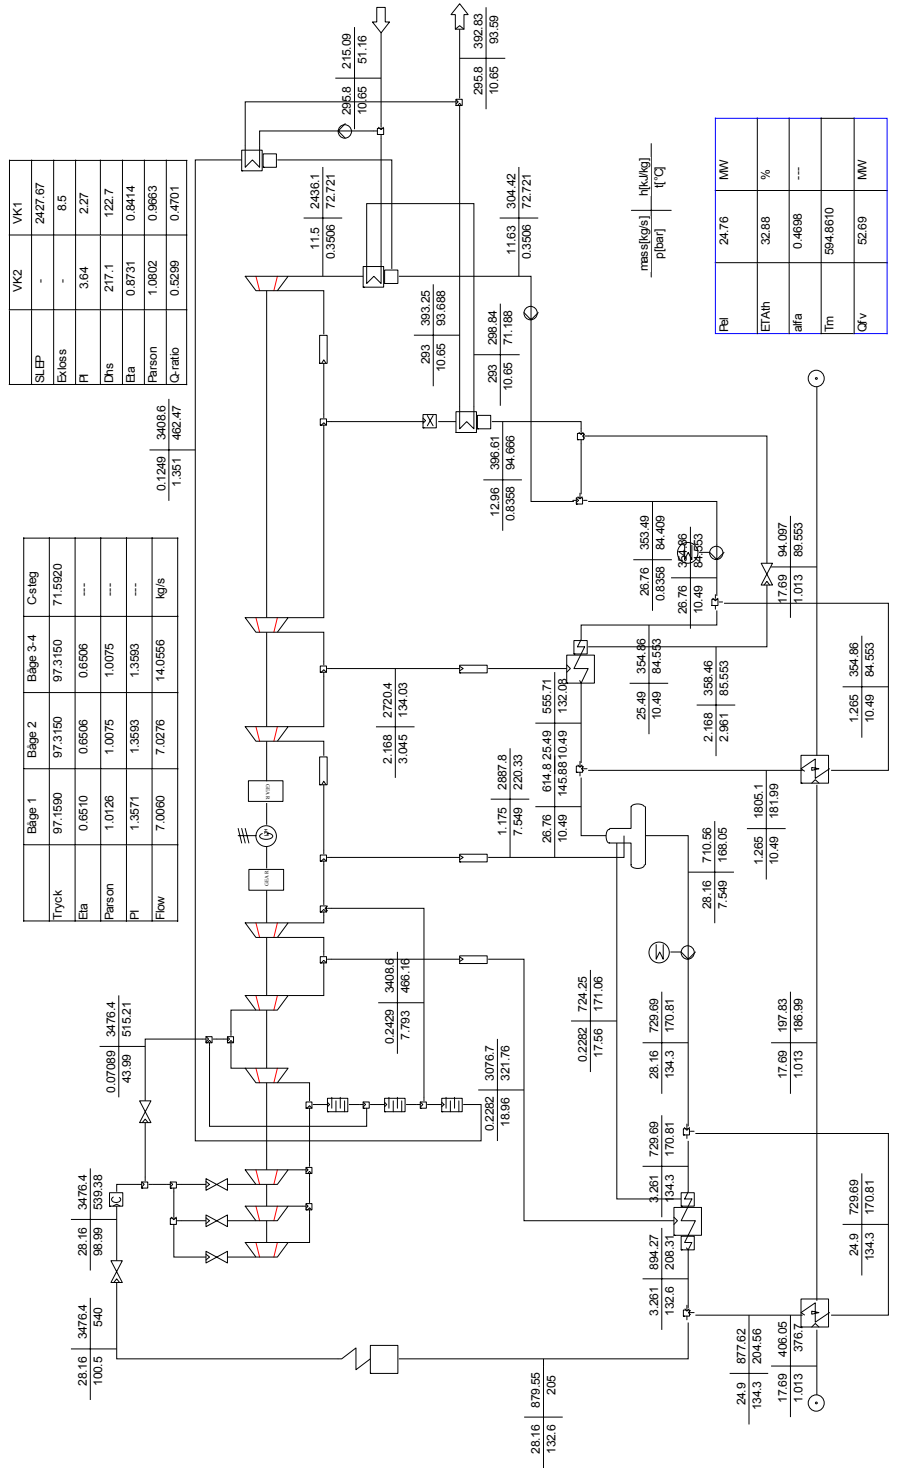 VK2 VK1
SLEP - 2427.67
Exloss - 8.5
PI 3.64 2.27
Dhs 217.1 122.7
Eta 0.8731 0.8414
Parson 1.0802 0.9663
Q-ratio 0.5299 0.4701
Båge 1 Båge 2 Båge 3-4 C-steg
Tryck 97.1590 97.3150 97.3150 71.5920
Eta 0.6510 0.6506 0.6506 ---
Parson 1.0126 1.0075 1.0075 ---
PI 1.3571 1.3593 1.3593 ---
Flow 7.0060 7.0276 14.0556 kg/s
Pel 24.76 MW
ETAth 32.88 %
alfa 0.4698 ---
Tm 594.8610
Qfv 52.69 MW
mass[kg/s] h[kJ/kg]
p[bar] t[°C]
215.09
295.8 51.16
10.65
392.83
295.8 93.59
10.65
11.5 2436.1
0.3506 72.721
11.63 304.42
0.3506 72.721
293 393.25
10.65 93.688
293 298.84
10.65 71.188
12.96 396.61
0.8358 94.666
0.1249 3408.6
1.351 462.47
26.76 353.49
0.8358 84.409
26.76 354.86
10.49 84.553
17.69 94.097
1.013 89.553
25.49 354.86
10.49 84.553
2.168 358.46
2.961 85.553
1.265 354.86
10.49 84.553
2.168 2720.4
3.045 134.03
25.49 555.71
10.49 132.08
26.76 614.8
10.49 145.88
1.175 2887.8
7.549 220.33
1.265 1805.1
10.49 181.99
28.16 710.56
7.549 168.05
GEAR
G
0.2429 3408.6
7.793 466.16
0.2282 724.25
17.56 171.06
28.16 729.69
134.3 170.81
17.69 197.83
1.013 186.99
0.07089 3476.4
43.99 515.21
0.2282 3076.7
18.96 321.76
3.261 729.69
134.3 170.81
28.16 3476.4
98.99 539.38
C
28.16 3476.4
100.5 540
3.261 894.27
132.6 208.31
24.9 729.69
134.3 170.81
24.9 877.62
134.3 204.56
17.69 406.05
1.013 376.7
28.16 879.55
132.6 205